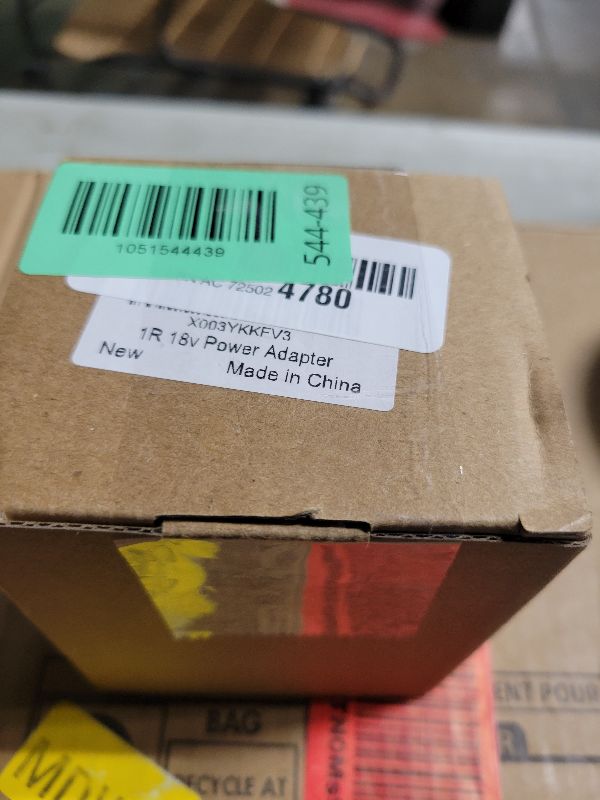 544-439
1051544439
AC 72502 4780
X003YKKFV3
1R 18v Power Adapter
New
Made in China
ENT POUR
BAG
R
ECYCLE AT
MDW